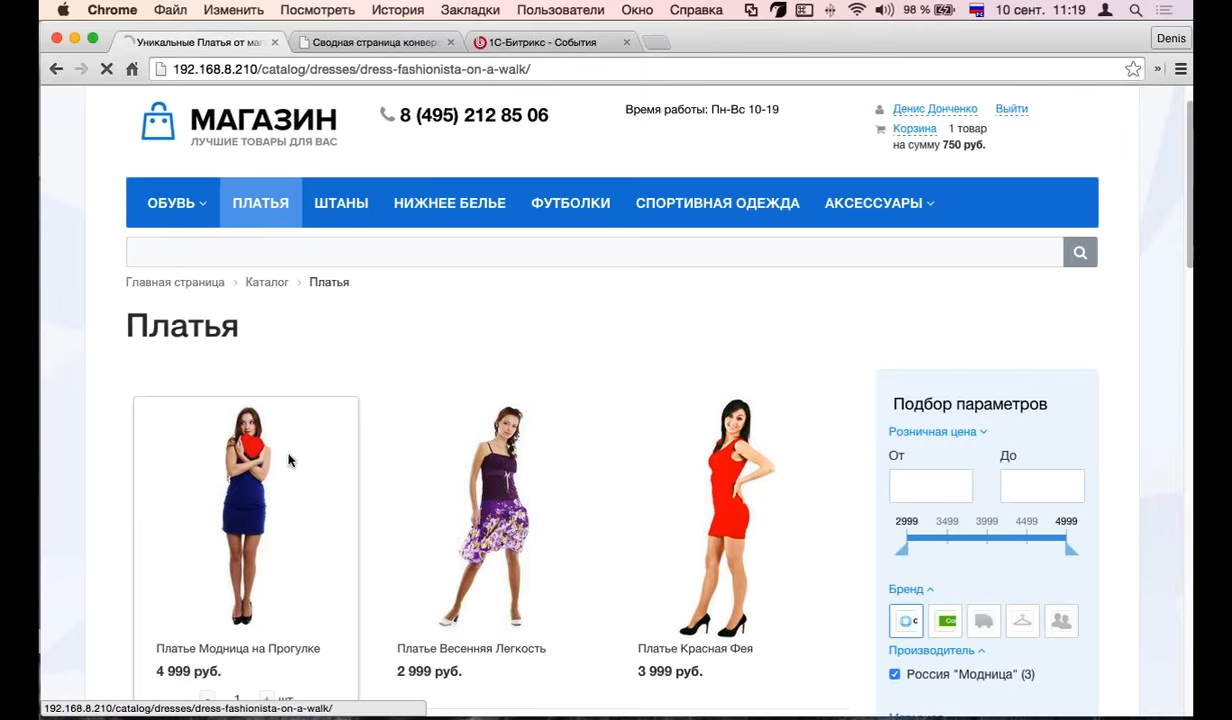 Chrome Файл Изменить Посмотреть История Закладки Пользователи Окно Справка 98 % 10 сент. 11:19
Уникальные Платья от маг Сводная страница конвер 1С-Битрикс - События Denis
192.168.8.210/catalog/dresses/dress-fashionista-on-a-walk/ »
МАГАЗИН
ЛУЧШИЕ ТОВАРЫ ДЛЯ ВАС
8 (495) 212 85 06
Время работы: Пн-Вс 10-19
Денис Донченко Выйти
Корзина 1 товар
на сумму 750 руб.
ОБУВЬ ПЛАТЬЯ ШТАНЫ НИЖНЕЕ БЕЛЬЕ ФУТБОЛКИ СПОРТИВНАЯ ОДЕЖДА АКСЕССУАРЫ
Главная страница > Каталог > Платья
Платья
Подбор параметров
Розничная цена
От До
2999 3499 3999 4499 4999
Бренд
Производитель
Россия "Модница" (3)
Платье Модница на Прогулке Платье Весенняя Легкость Платье Красная Фея
4 999 руб. 2 999 руб. 3 999 руб.
- 1 + шт
192.168.8.210/catalog/dresses/dress-fashionista-on-a-walk/